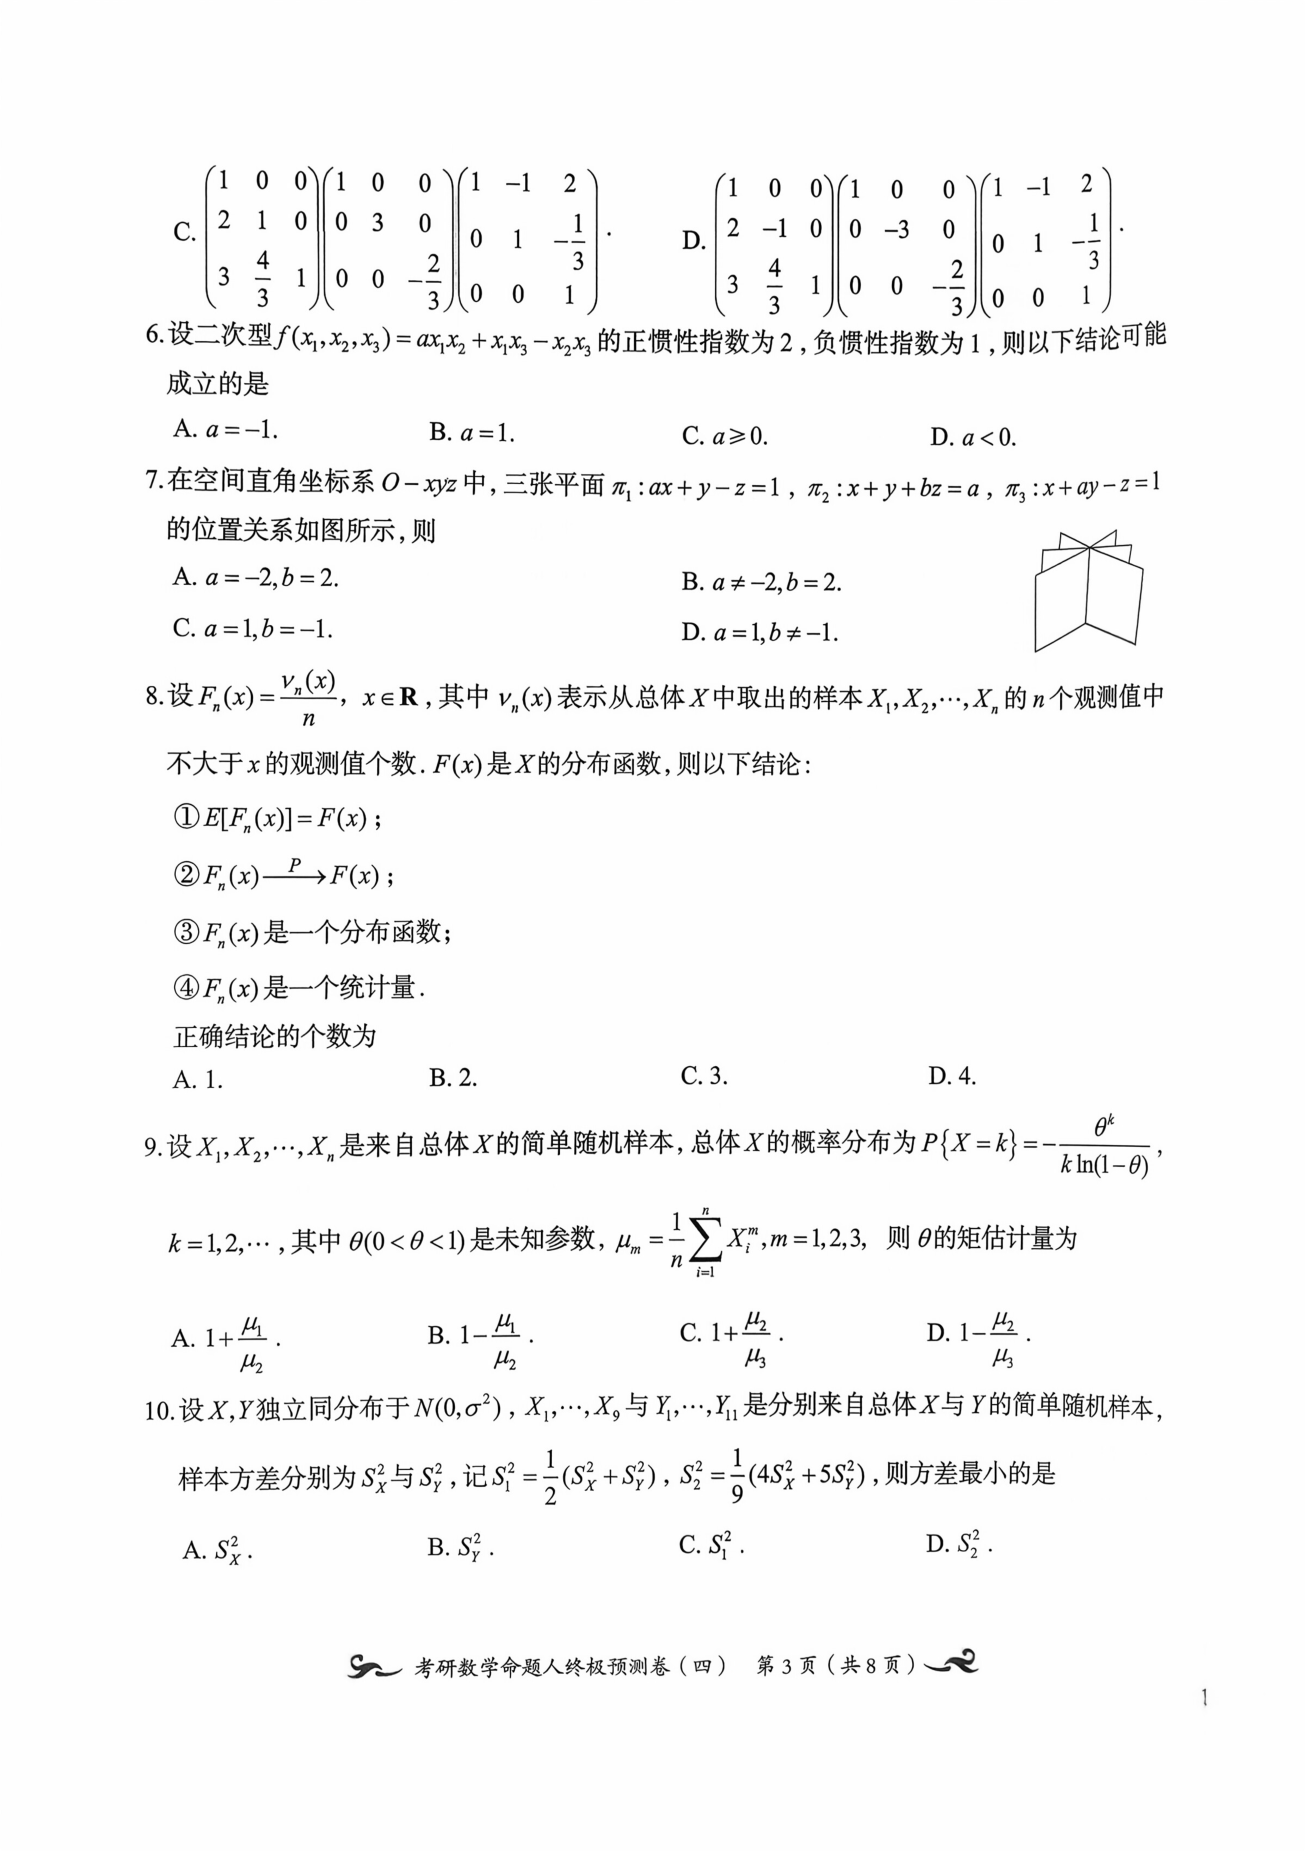 C. $\begin{pmatrix}1&0&0\\2&1&0\\3&\frac{4}{3}&1\end{pmatrix}\begin{pmatrix}1&0&0\\0&3&0\\0&0&-\frac{2}{3}\end{pmatrix}\begin{pmatrix}1&-1&2\\0&1&-\frac{1}{3}\\0&0&1\end{pmatrix}$. D. $\begin{pmatrix}1&0&0\\2&-1&0\\3&\frac{4}{3}&1\end{pmatrix}\begin{pmatrix}1&0&0\\0&-3&0\\0&0&-\frac{2}{3}\end{pmatrix}\begin{pmatrix}1&-1&2\\0&1&-\frac{1}{3}\\0&0&1\end{pmatrix}$.
6.设二次型$f(x_1,x_2,x_3)=ax_1x_2+x_1x_3-x_2x_3$的正惯性指数为2,负惯性指数为1,则以下结论可能
成立的是
A. $a=-1$. B. $a=1$. C. $a\geqslant 0$. D. $a<0$.
7.在空间直角坐标系$O-xyz$中,三张平面$\pi_1:ax+y-z=1$, $\pi_2:x+y+bz=a$, $\pi_3:x+ay-z=1$
的位置关系如图所示,则
A. $a=-2,b=2$. B. $a\neq-2,b=2$.
C. $a=1,b=-1$. D. $a=1,b\neq-1$.
8.设$F_n(x)=\frac{\nu_n(x)}{n}$, $x\in\mathbf{R}$,其中$\nu_n(x)$表示从总体$X$中取出的样本$X_1,X_2,\cdots,X_n$的$n$个观测值中
不大于$x$的观测值个数.$F(x)$是$X$的分布函数,则以下结论:
①$E[F_n(x)]=F(x)$;
②$F_n(x)\xrightarrow{P}F(x)$;
③$F_n(x)$是一个分布函数;
④$F_n(x)$是一个统计量.
正确结论的个数为
A. 1. B. 2. C. 3. D. 4.
9.设$X_1,X_2,\cdots,X_n$是来自总体$X$的简单随机样本,总体$X$的概率分布为$P\{X=k\}=-\frac{\theta^k}{k\ln(1-\theta)}$,
$k=1,2,\cdots$,其中$\theta(0<\theta<1)$是未知参数, $\mu_m=\frac{1}{n}\sum_{i=1}^{n}X_i^m,m=1,2,3$, 则$\theta$的矩估计量为
A. $1+\frac{\mu_1}{\mu_2}$. B. $1-\frac{\mu_1}{\mu_2}$. C. $1+\frac{\mu_2}{\mu_3}$. D. $1-\frac{\mu_2}{\mu_3}$.
10.设$X,Y$独立同分布于$N(0,\sigma^2)$, $X_1,\cdots,X_9$与$Y_1,\cdots,Y_{11}$是分别来自总体$X$与$Y$的简单随机样本,
样本方差分别为$S_X^2$与$S_Y^2$,记$S_1^2=\frac{1}{2}(S_X^2+S_Y^2)$, $S_2^2=\frac{1}{9}(4S_X^2+5S_Y^2)$,则方差最小的是
A. $S_X^2$. B. $S_Y^2$. C. $S_1^2$. D. $S_2^2$.
考研数学命题人终极预测卷(四) 第3页(共8页)
1